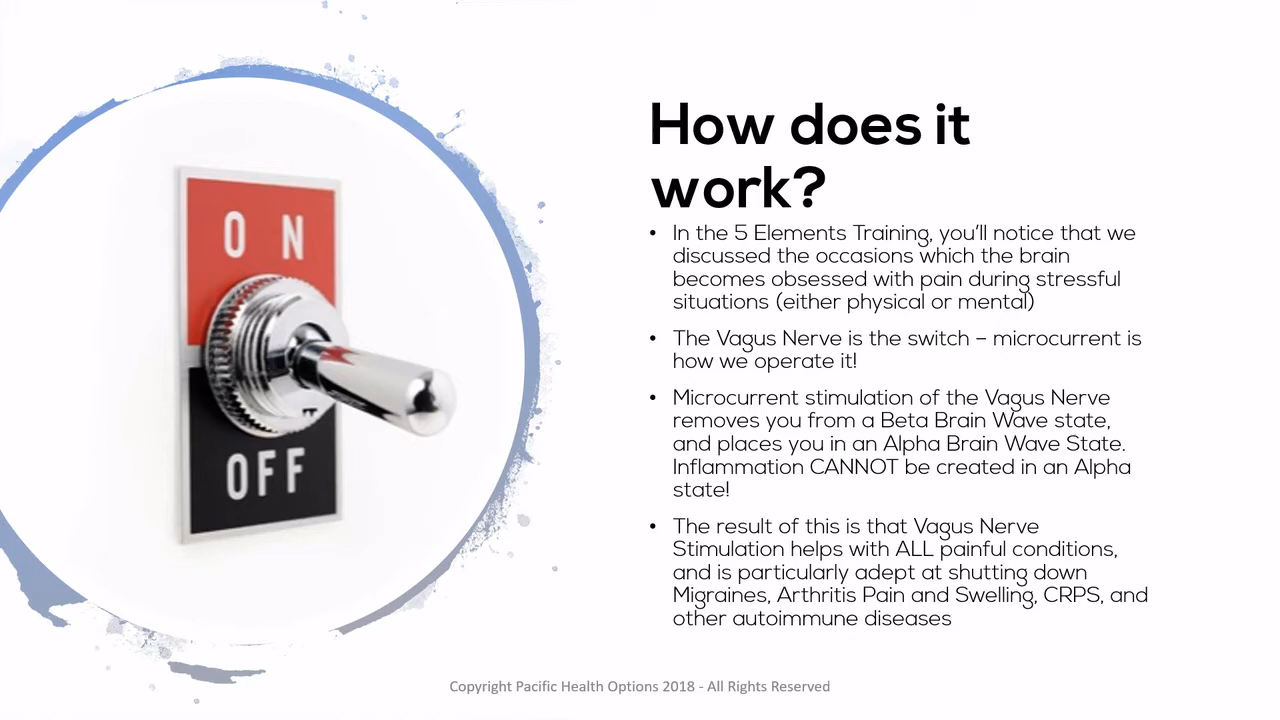 ON
OFF
How does it
work?
• In the 5 Elements Training, you'll notice that we
discussed the occasions which the brain
becomes obsessed with pain during stressful
situations (either physical or mental)
• The Vagus Nerve is the switch – microcurrent is
how we operate it!
• Microcurrent stimulation of the Vagus Nerve
removes you from a Beta Brain Wave state,
and places you in an Alpha Brain Wave State.
Inflammation CANNOT be created in an Alpha
state!
• The result of this is that Vagus Nerve
Stimulation helps with ALL painful conditions,
and is particularly adept at shutting down
Migraines, Arthritis Pain and Swelling, CRPS, and
other autoimmune diseases
Copyright Pacific Health Options 2018 - All Rights Reserved